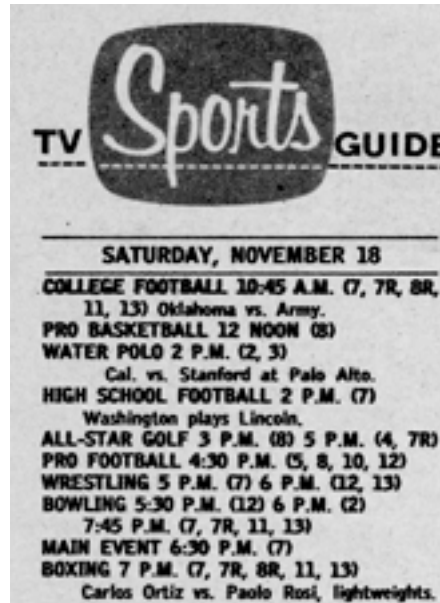 TV Sports GUIDE
SATURDAY, NOVEMBER 18
COLLEGE FOOTBALL 10:45 A.M. (7, 7R, 8R,
11, 13) Oklahoma vs. Army.
PRO BASKETBALL 12 NOON (8)
WATER POLO 2 P.M. (2, 3)
Cal. vs. Stanford at Palo Alto.
HIGH SCHOOL FOOTBALL 2 P.M. (7)
Washington plays Lincoln.
ALL-STAR GOLF 3 P.M. (8) 5 P.M. (4, 7R)
PRO FOOTBALL 4:30 P.M. (5, 8, 10, 12)
WRESTLING 5 P.M. (7) 6 P.M. (12, 13)
BOWLING 5:30 P.M. (12) 6 P.M. (2)
7:45 P.M. (7, 7R, 11, 13)
MAIN EVENT 6:30 P.M. (7)
BOXING 7 P.M. (7, 7R, 8R, 11, 13)
Carlos Ortiz vs. Paolo Rosi, lightweights.